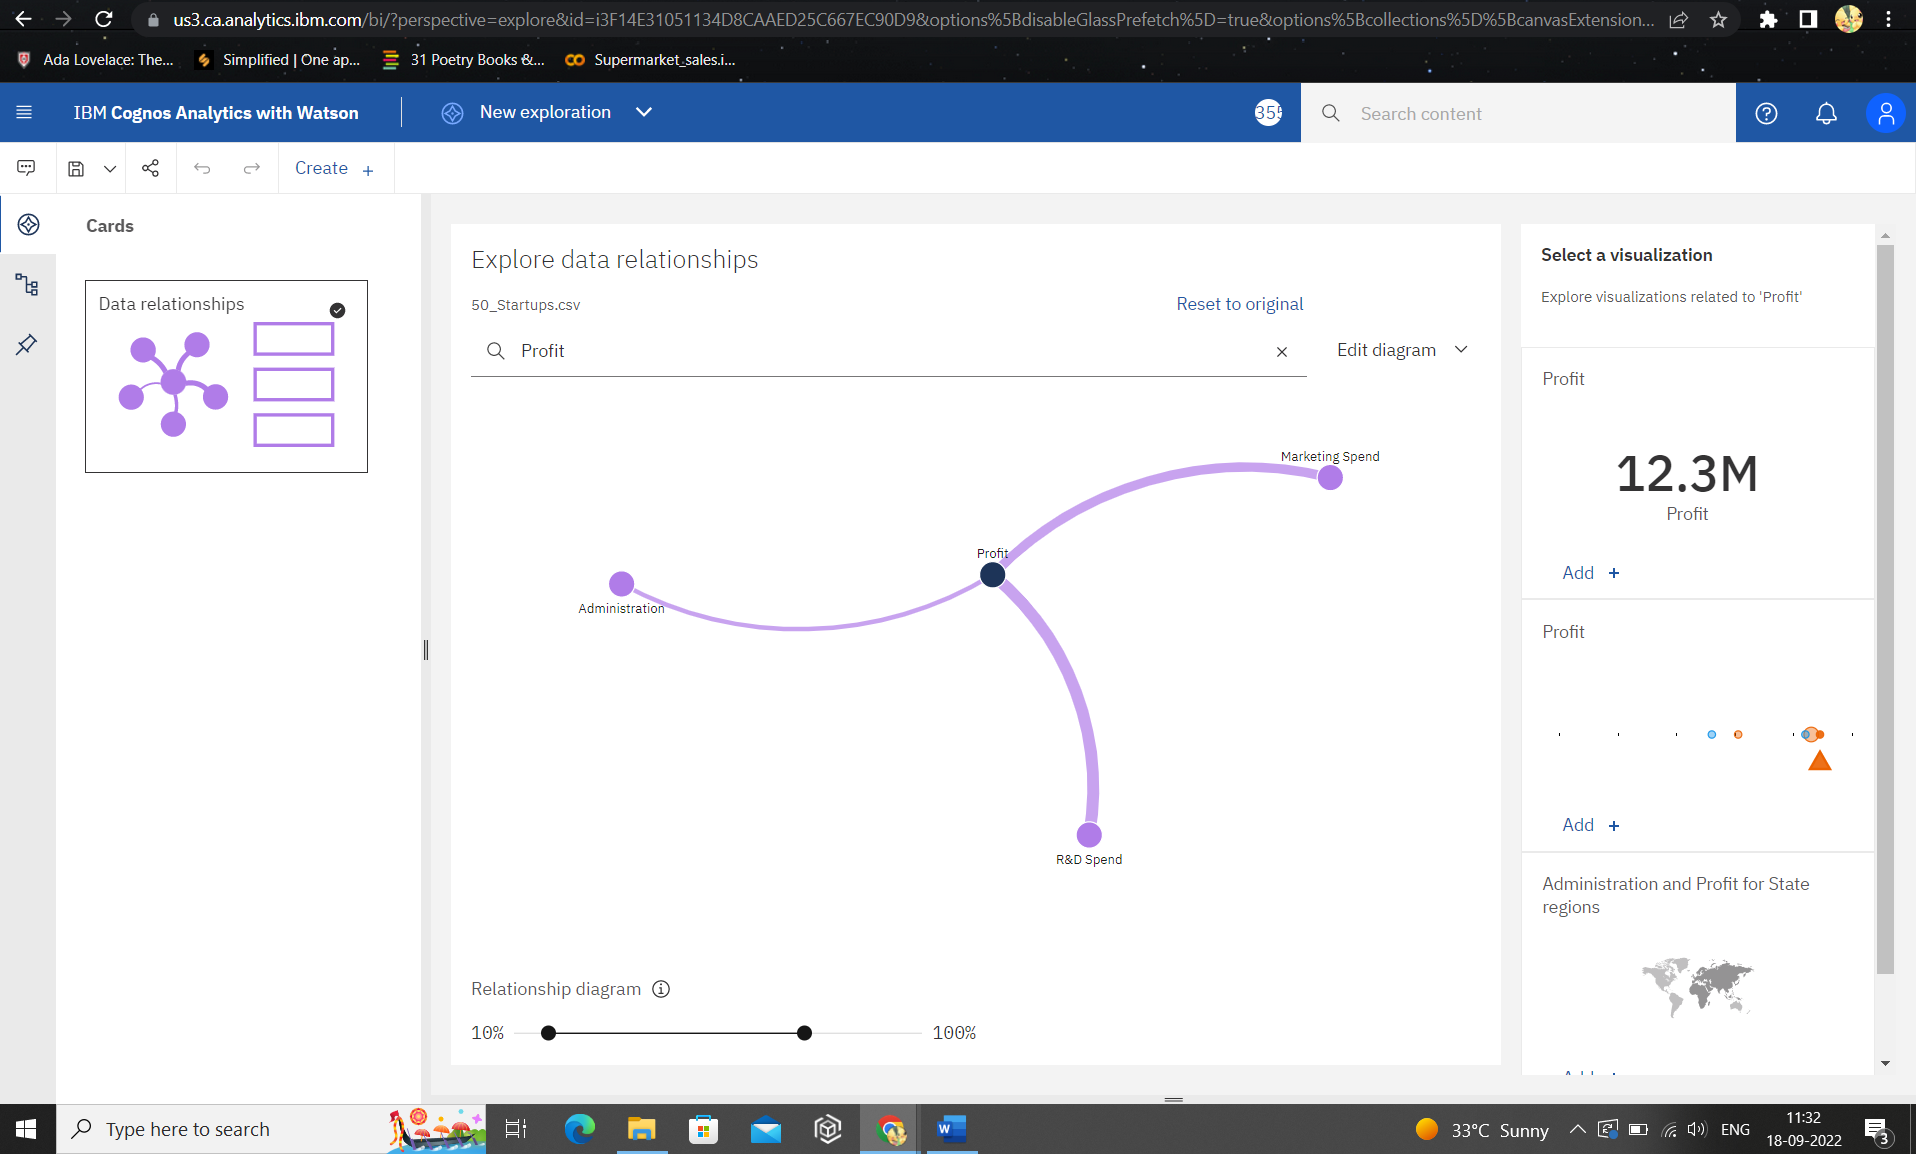 us3.ca.analytics.ibm.com/bi/?perspective=explore&id=i3F14E31051134D8CAAED25C667EC90D9&options%5BdisableGlassPrefetch%5D=true&options%5Bcollections%5D%5BcanvasExtension...
Ada Lovelace: The...
Simplified | One ap...
31 Poetry Books &...
Supermarket_sales.i...
IBM Cognos Analytics with Watson
New exploration
355
Search content
Create +
Cards
Data relationships
Explore data relationships
50_Startups.csv
Reset to original
Profit
Edit diagram
Marketing Spend
Profit
Administration
R&D Spend
Relationship diagram
10%
100%
Select a visualization
Explore visualizations related to 'Profit'
Profit
12.3M
Profit
Add +
Profit
Add +
Administration and Profit for State
regions
Type here to search
33°C Sunny
ENG
11:32
18-09-2022
3